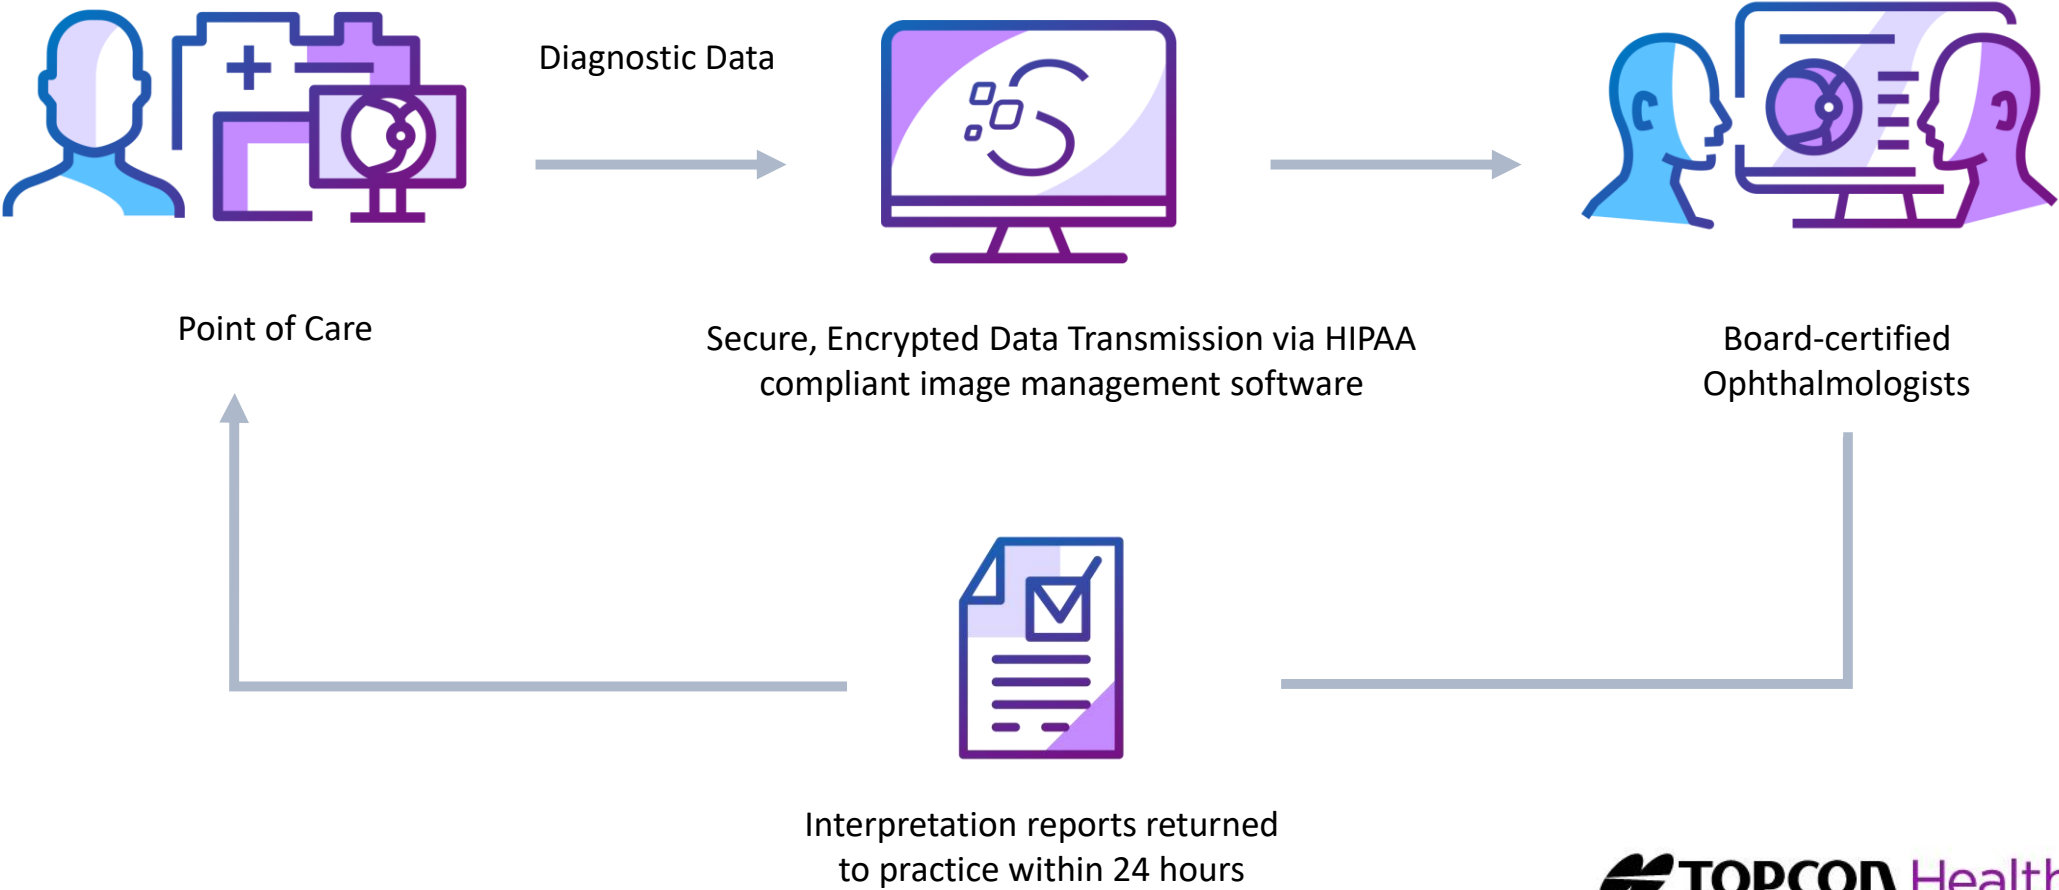 Diagnostic Data
Point of Care
Secure, Encrypted Data Transmission via HIPAA
compliant image management software
Board-certified
Ophthalmologists
Interpretation reports returned
to practice within 24 hours
TOPCON Health